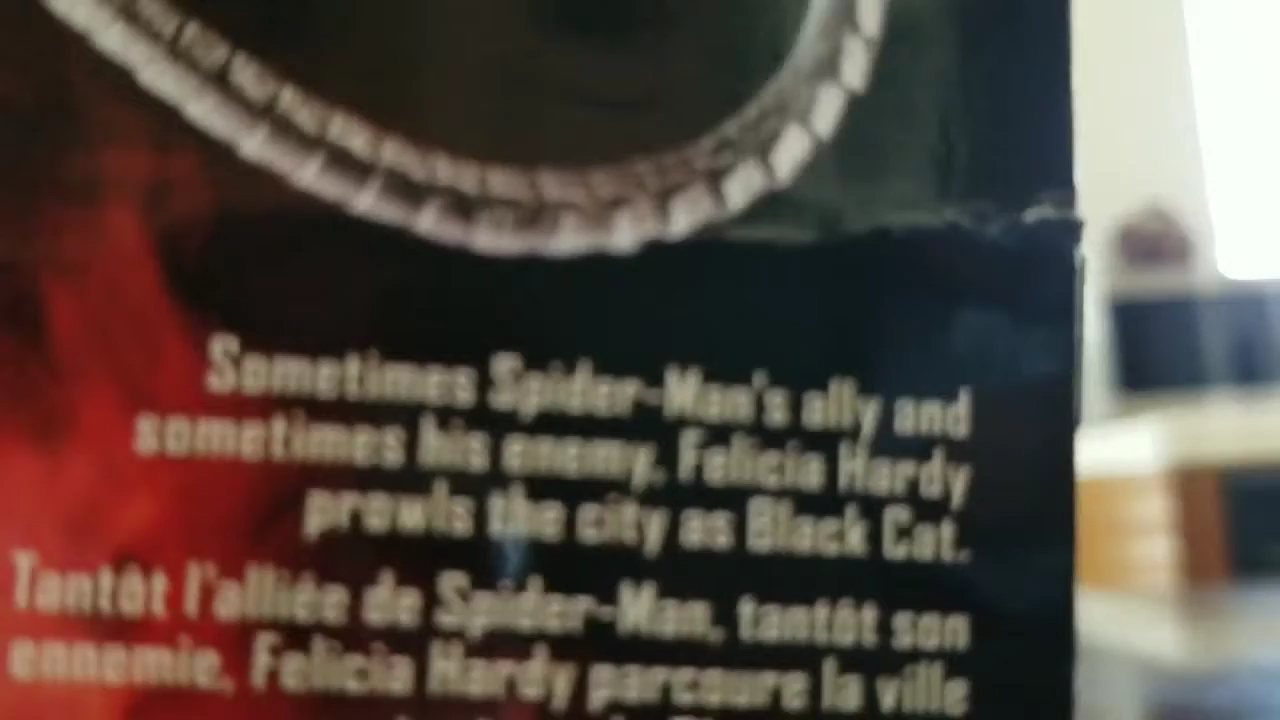 Sometimes Spider-Man's ally and
sometimes his enemy, Felicia Hardy
prowls the city as Black Cat.
Tantôt l'alliée de Spider-Man, tantôt son
ennemie, Felicia Hardy parcoure la ville